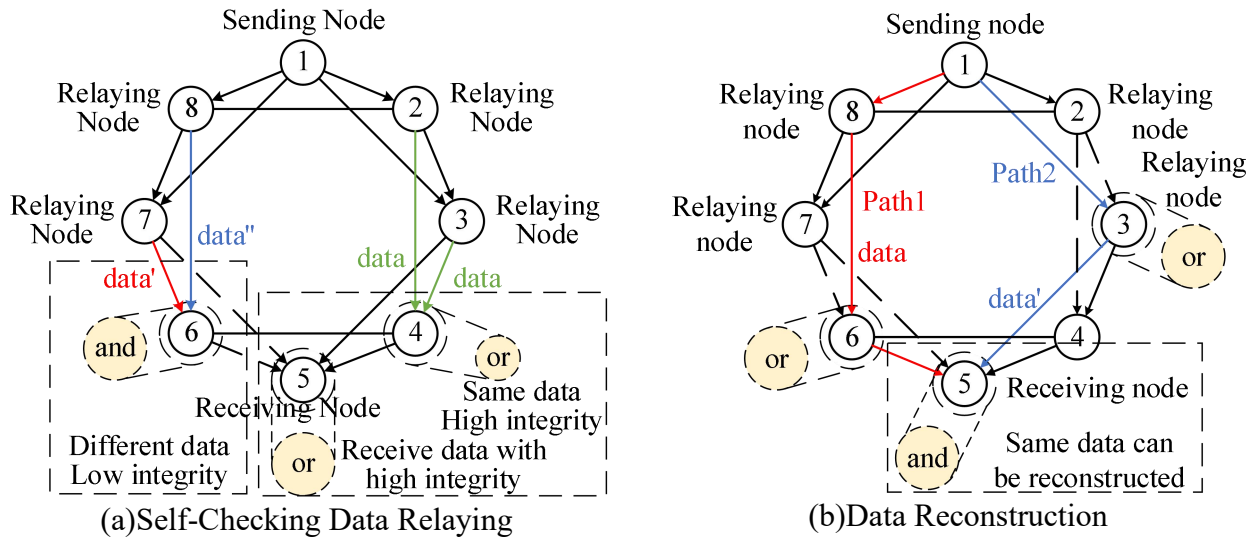 Sending Node
1
Relaying
Node
8
2
Relaying
Node
Relaying
Node
7
3
Relaying
Node
data''
data
data
data'
and
6
4
or
5
Receiving Node
Same data
High integrity
Different data
Low integrity
or
Receive data with
high integrity
(a)Self-Checking Data Relaying
Sending node
1
Relaying
node
8
2
Relaying
node
Relaying
node
Path2
Path1
Relaying
node
7
3
or
data
data'
or
6
4
5
Receiving node
and
Same data can
be reconstructed
(b)Data Reconstruction